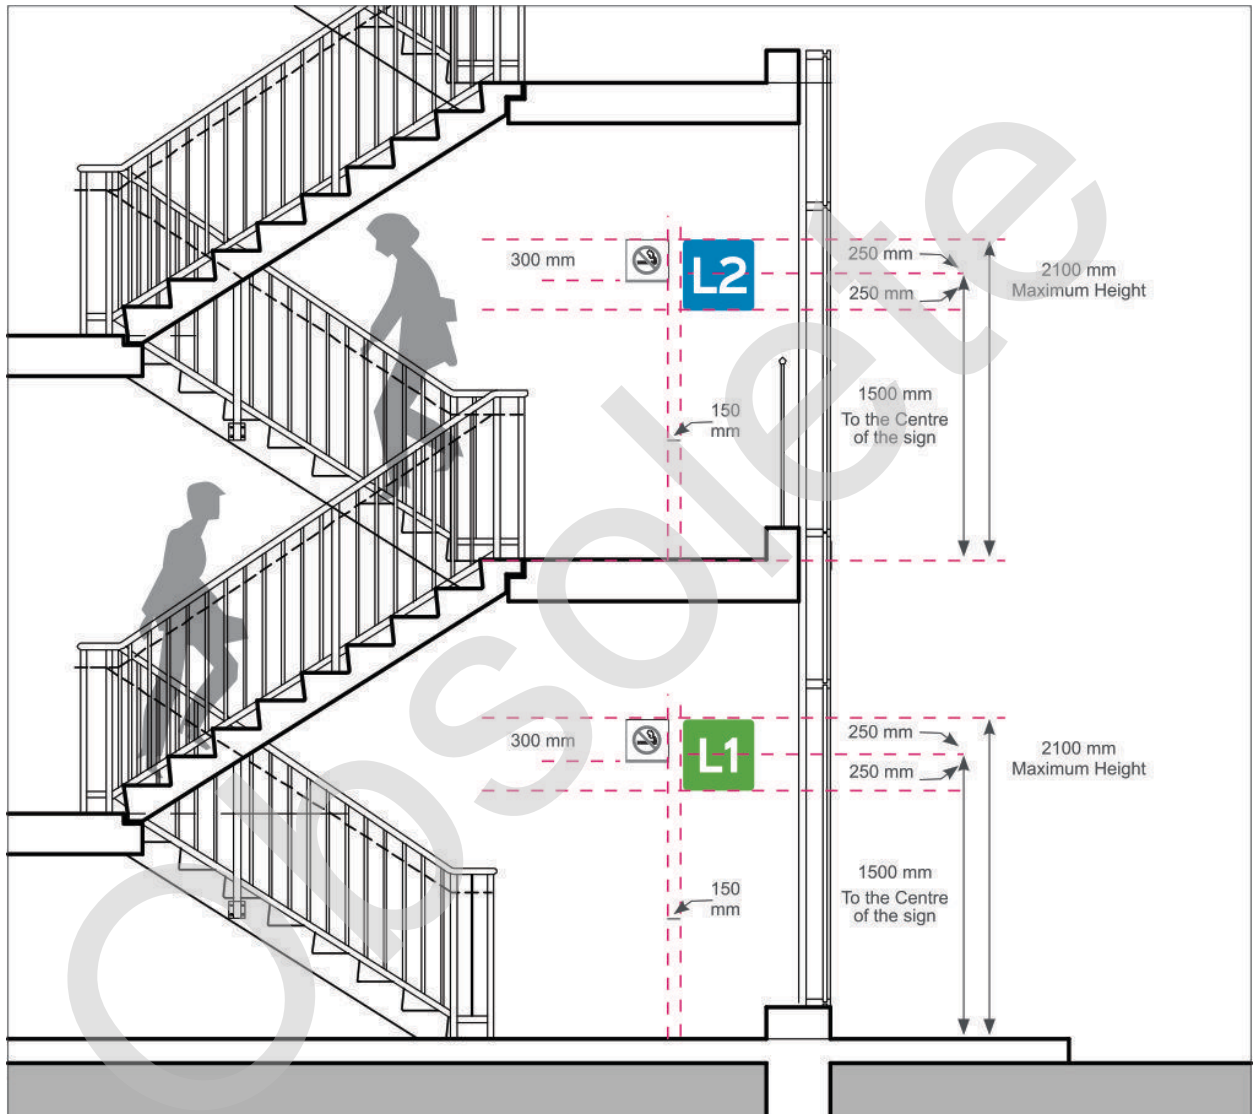 300 mm
L2
250 mm
250 mm
2100 mm
Maximum Height
150
mm
1500 mm
To the Centre
of the sign
300 mm
L1
250 mm
250 mm
2100 mm
Maximum Height
150
mm
1500 mm
To the Centre
of the sign
Obsolete